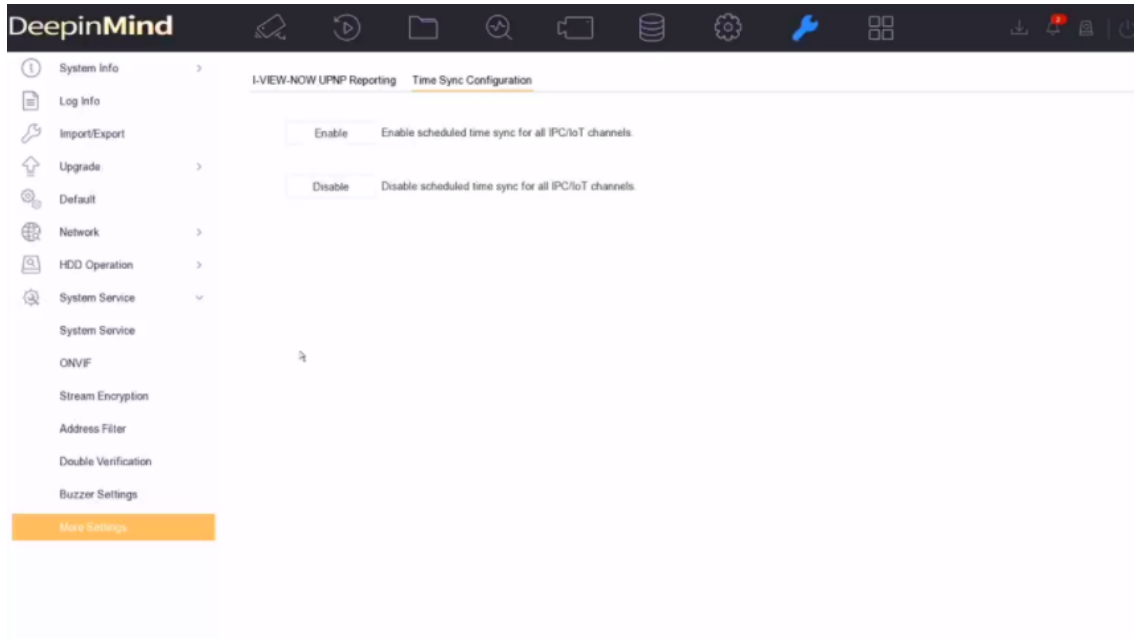 DeepinMind
2
System Info
Log Info
Import/Export
Upgrade
Default
Network
HDD Operation
System Service
System Service
ONVIF
Stream Encryption
Address Filter
Double Verification
Buzzer Settings
More Settings
I-VIEW-NOW UPNP Reporting Time Sync Configuration
Enable Enable scheduled time sync for all IPC/IoT channels.
Disable Disable scheduled time sync for all IPC/IoT channels.